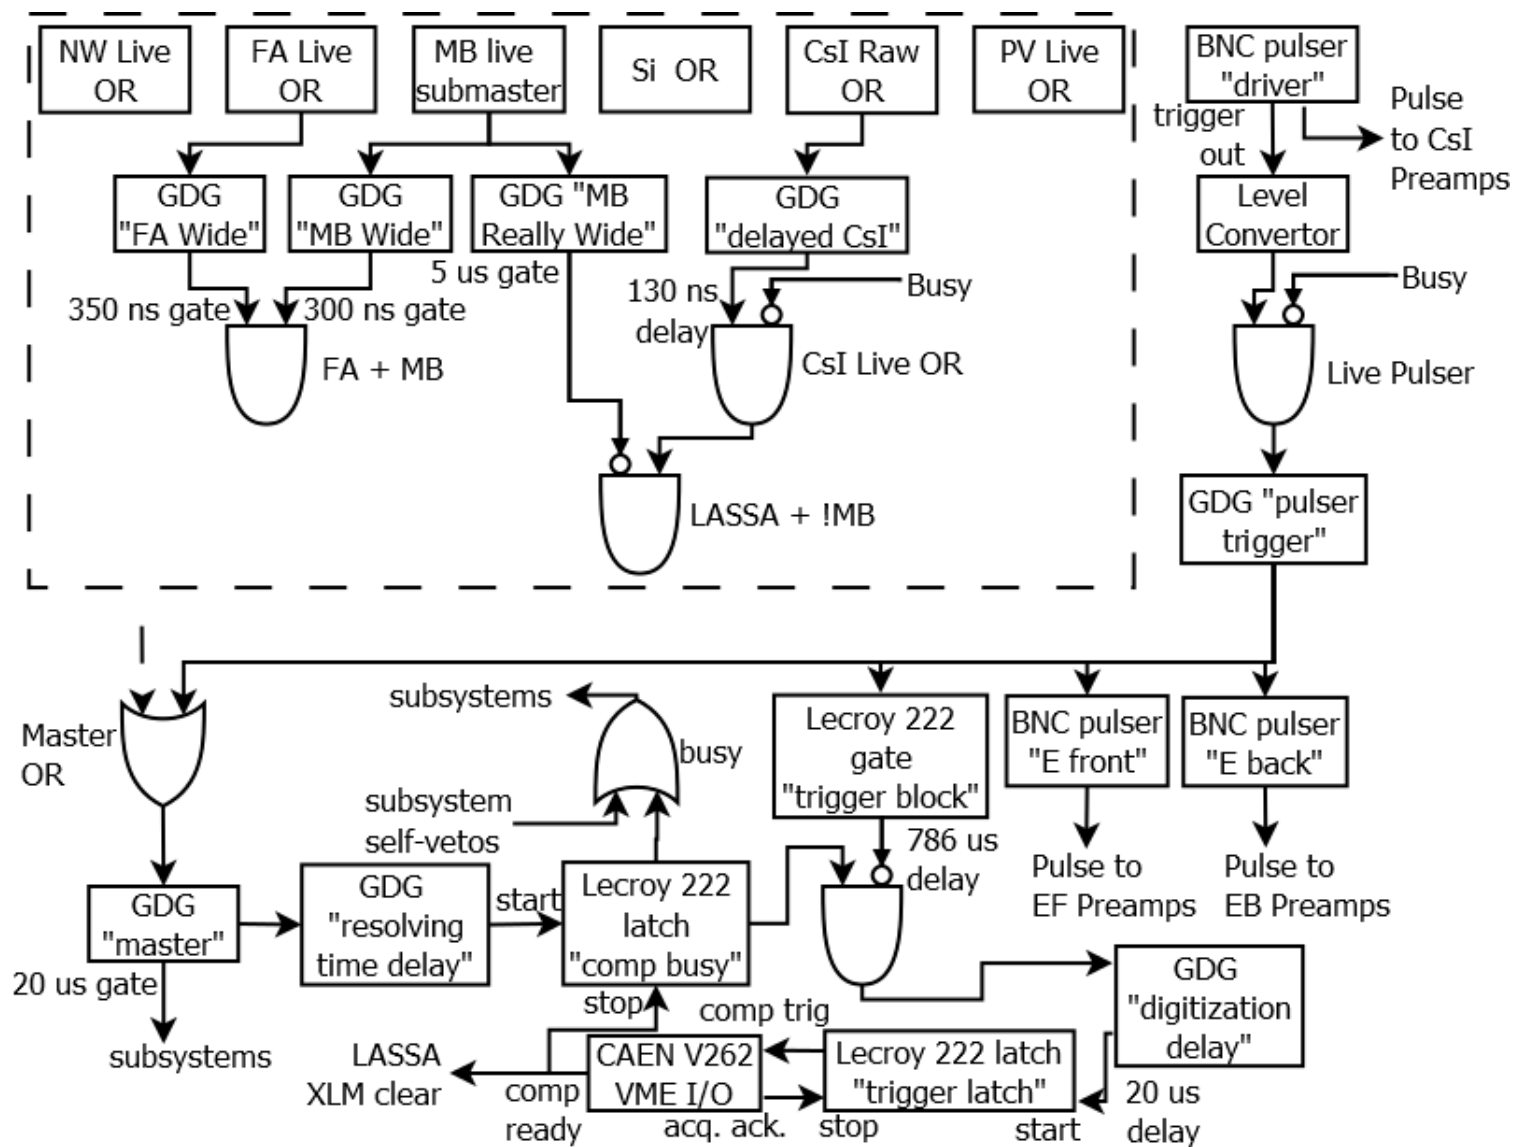 NW Live
OR
FA Live
OR
MB live
submaster
Si OR
CsI Raw
OR
PV Live
OR
BNC pulser
"driver"
trigger
out
Pulse
to CsI
Preamps
GDG
"FA Wide"
GDG
"MB Wide"
GDG "MB
Really Wide"
GDG
"delayed CsI"
Level
Convertor
350 ns gate
300 ns gate
5 us gate
130 ns
delay
Busy
Busy
FA + MB
CsI Live OR
Live Pulser
LASSA + !MB
GDG "pulser
trigger"
Master
OR
subsystems
busy
subsystem
self-vetos
Lecroy 222
gate
"trigger block"
BNC pulser
"E front"
BNC pulser
"E back"
786 us
delay
Pulse to
EF Preamps
Pulse to
EB Preamps
GDG
"master"
20 us gate
subsystems
GDG
"resolving
time delay"
start
Lecroy 222
latch
"comp busy"
stop
comp trig
GDG
"digitization
delay"
LASSA
XLM clear
comp
ready
CAEN V262
VME I/O
acq. ack.
Lecroy 222 latch
"trigger latch"
stop
start
20 us
delay